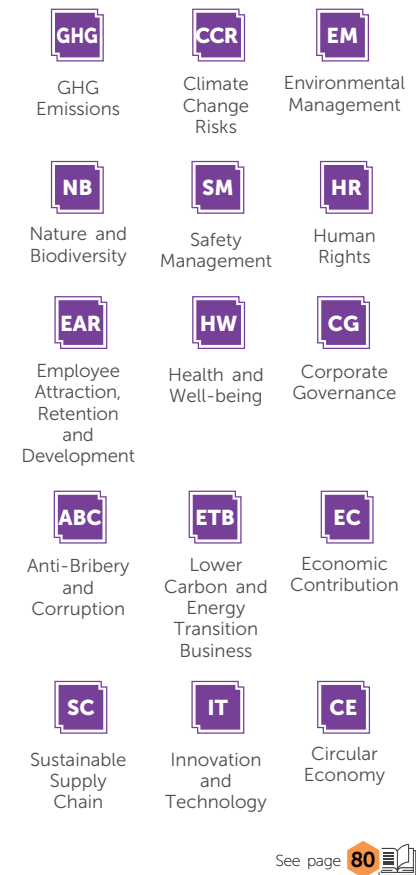 GHG
GHG
Emissions
CCR
Climate
Change
Risks
EM
Environmental
Management
NB
Nature and
Biodiversity
SM
Safety
Management
HR
Human
Rights
EAR
Employee
Attraction,
Retention
and
Development
HW
Health and
Well-being
CG
Corporate
Governance
ABC
Anti-Bribery
and
Corruption
ETB
Lower
Carbon and
Energy
Transition
Business
EC
Economic
Contribution
SC
Sustainable
Supply
Chain
IT
Innovation
and
Technology
CE
Circular
Economy
See page 80